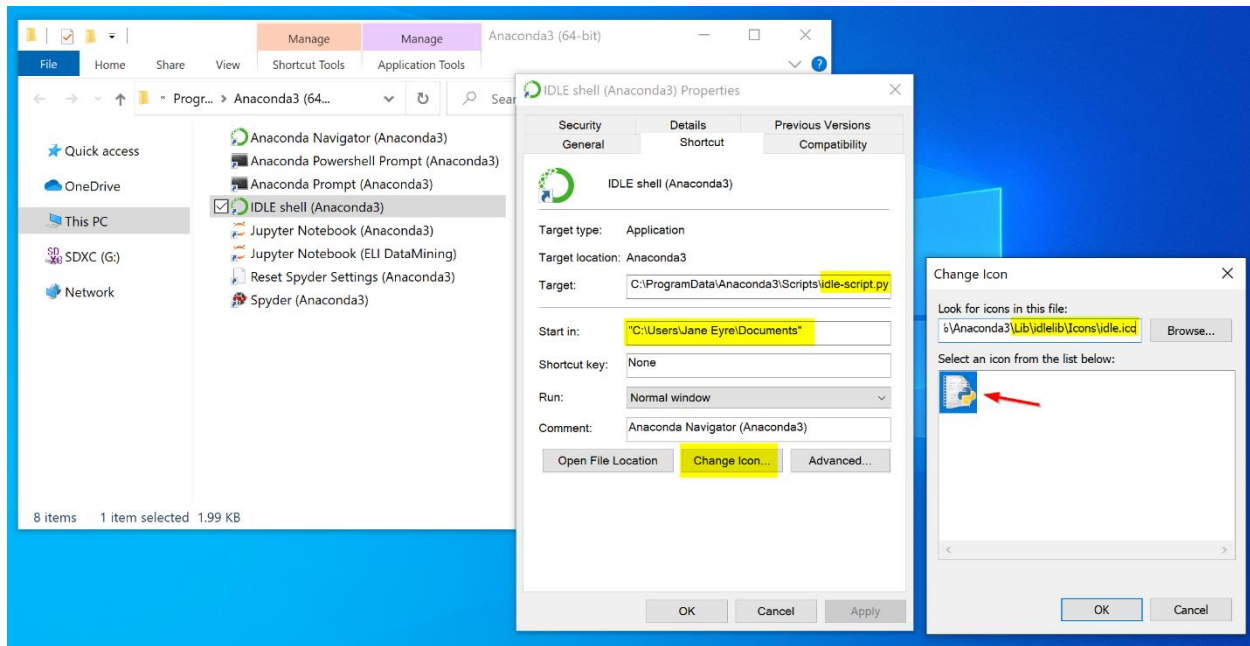 Manage
Manage
Anaconda3 (64-bit)
File
Home
Share
View
Shortcut Tools
Application Tools
« Progr... > Anaconda3 (64...
Sear
Quick access
OneDrive
This PC
SDXC (G:)
Network
Anaconda Navigator (Anaconda3)
Anaconda Powershell Prompt (Anaconda3)
Anaconda Prompt (Anaconda3)
IDLE shell (Anaconda3)
Jupyter Notebook (Anaconda3)
Jupyter Notebook (ELI DataMining)
Reset Spyder Settings (Anaconda3)
Spyder (Anaconda3)
8 items 1 item selected 1.99 KB
IDLE shell (Anaconda3) Properties
Security
Details
Previous Versions
General
Shortcut
Compatibility
IDLE shell (Anaconda3)
Target type: Application
Target location: Anaconda3
Target: C:\ProgramData\Anaconda3\Scripts\idle-script.py
Start in: "C:\Users\Jane Eyre\Documents"
Shortcut key: None
Run: Normal window
Comment: Anaconda Navigator (Anaconda3)
Open File Location
Change Icon...
Advanced...
OK
Cancel
Apply
Change Icon
Look for icons in this file:
\Anaconda3\Lib\idlelib\Icons\idle.ico
Browse...
Select an icon from the list below:
OK
Cancel